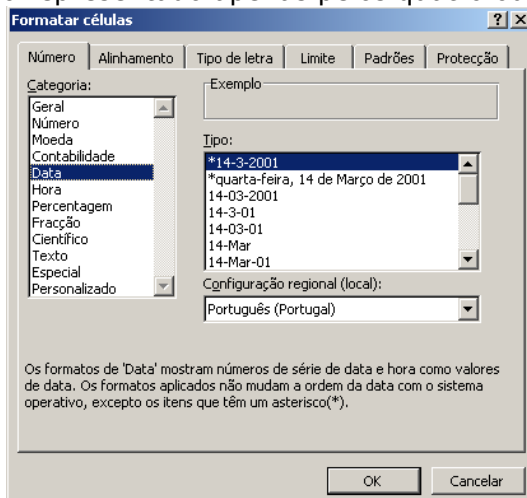 Formatar células
Número Alinhamento Tipo de letra Limite Padrões Protecção
Categoria:
Geral
Número
Moeda
Contabilidade
Data
Hora
Percentagem
Fracção
Científico
Texto
Especial
Personalizado
Exemplo
Tipo:
*14-3-2001
*quarta-feira, 14 de Março de 2001
14-03-2001
14-3-01
14-03-01
14-Mar
14-Mar-01
Configuração regional (local):
Português (Portugal)
Os formatos de 'Data' mostram números de série de data e hora como valores
de data. Os formatos aplicados não mudam a ordem da data com o sistema
operativo, excepto os itens que têm um asterisco(*).
OK Cancelar